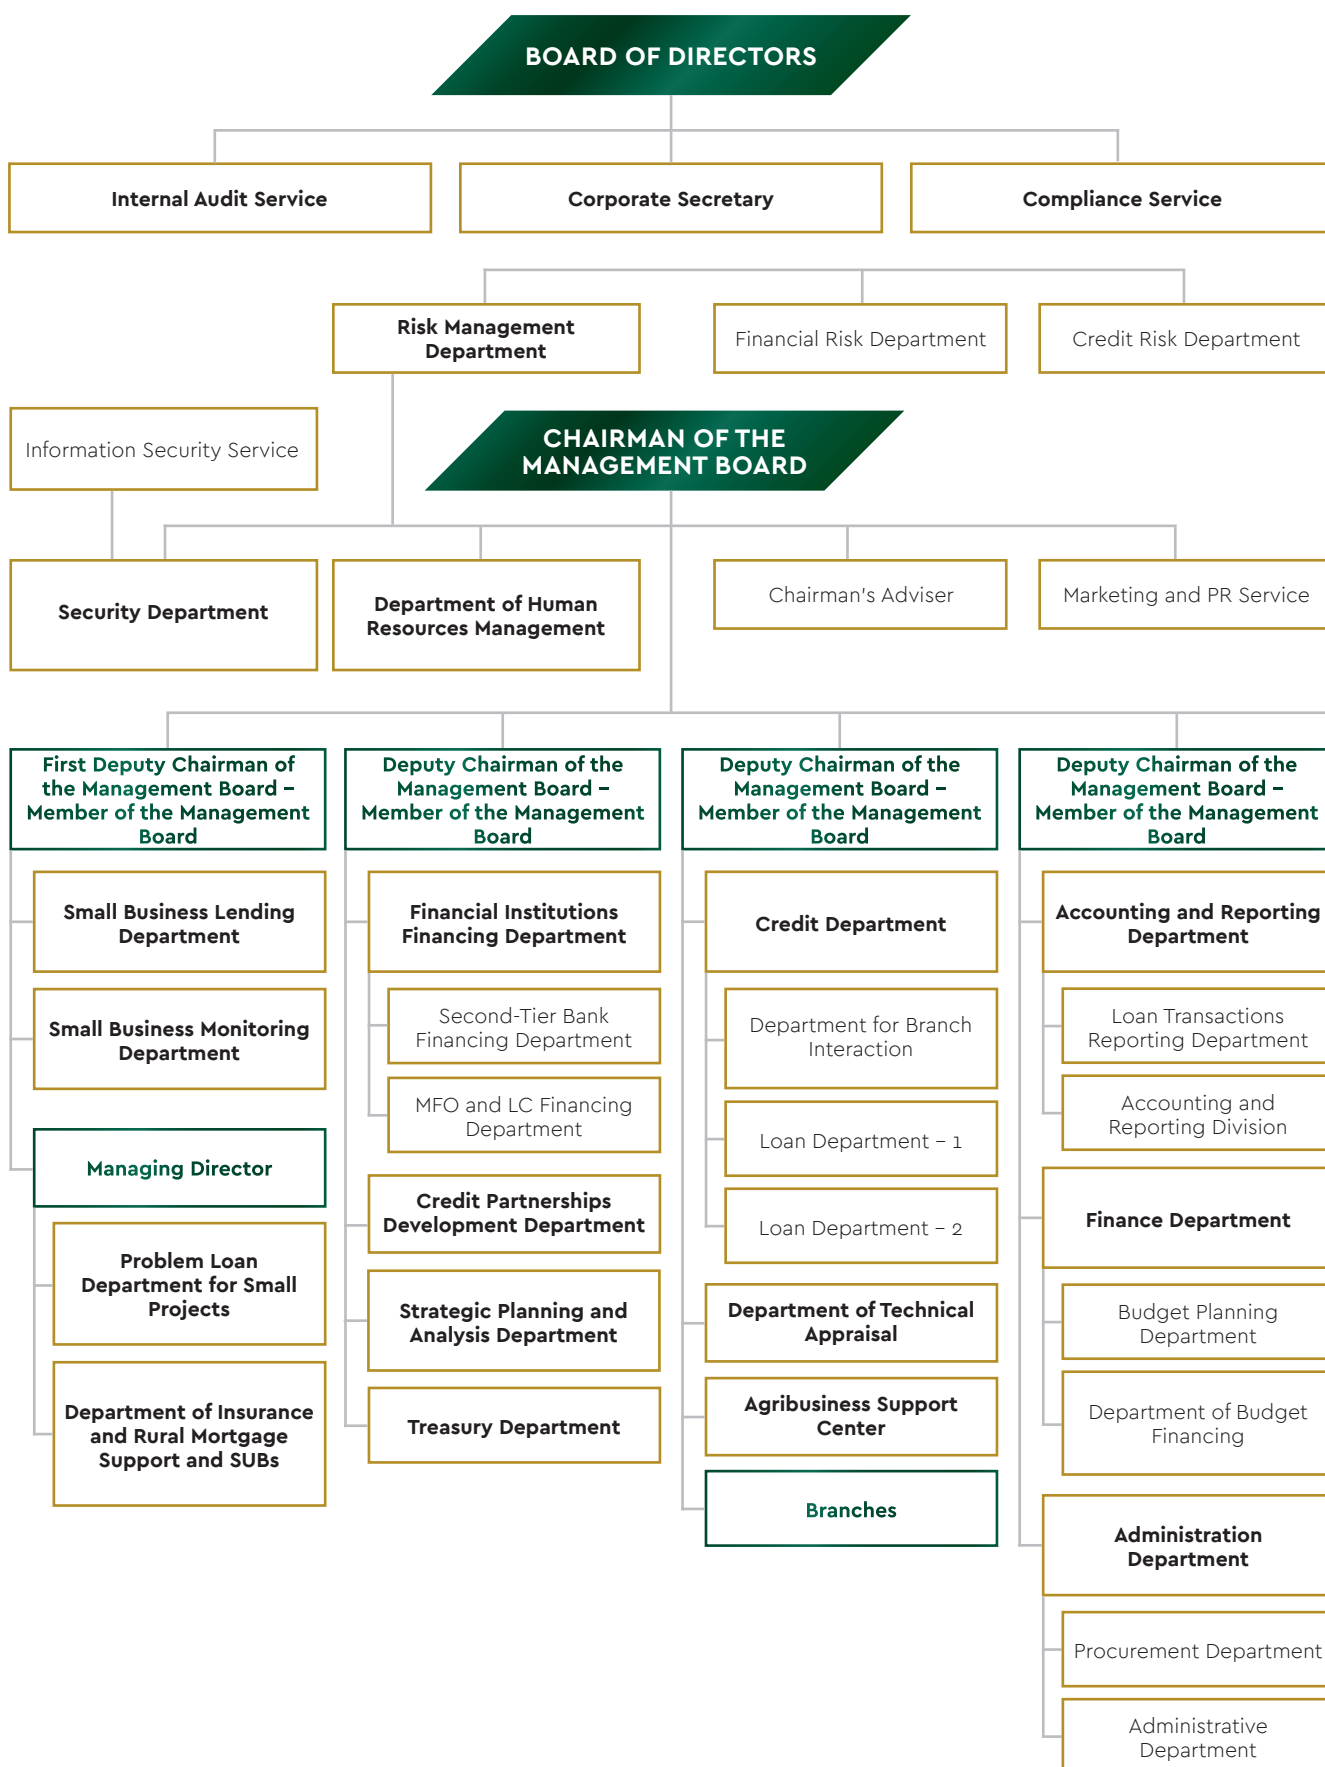 BOARD OF DIRECTORS
Internal Audit Service
Corporate Secretary
Compliance Service
Risk Management
Department
Financial Risk Department
Credit Risk Department
Information Security Service
CHAIRMAN OF THE
MANAGEMENT BOARD
Security Department
Department of Human
Resources Management
Chairman's Adviser
Marketing and PR Service
First Deputy Chairman of
the Management Board –
Member of the Management
Board
Small Business Lending
Department
Small Business Monitoring
Department
Managing Director
Problem Loan
Department for Small
Projects
Department of Insurance
and Rural Mortgage
Support and SUBs
Deputy Chairman of the
Management Board –
Member of the Management
Board
Financial Institutions
Financing Department
Second-Tier Bank
Financing Department
MFO and LC Financing
Department
Credit Partnerships
Development Department
Strategic Planning and
Analysis Department
Treasury Department
Deputy Chairman of the
Management Board –
Member of the Management
Board
Credit Department
Department for Branch
Interaction
Loan Department – 1
Loan Department – 2
Department of Technical
Appraisal
Agribusiness Support
Center
Branches
Deputy Chairman of the
Management Board –
Member of the Management
Board
Accounting and Reporting
Department
Loan Transactions
Reporting Department
Accounting and
Reporting Division
Finance Department
Budget Planning
Department
Department of Budget
Financing
Administration
Department
Procurement Department
Administrative
Department